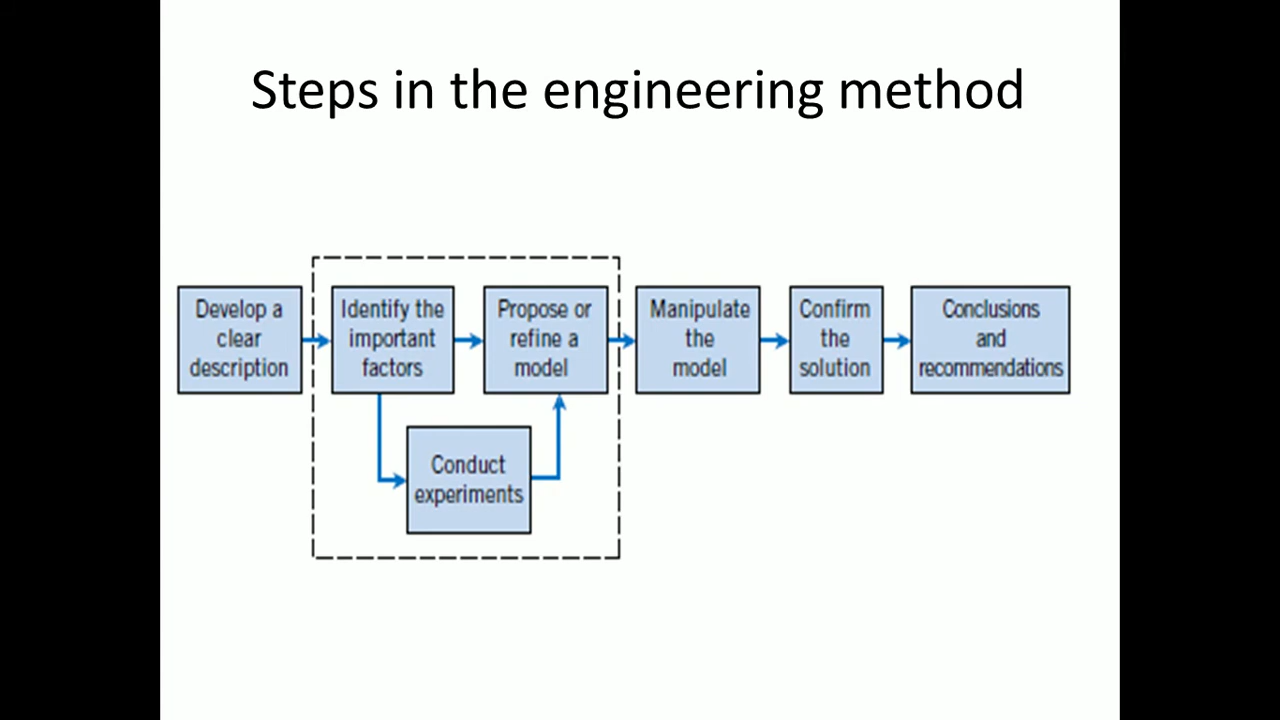 Steps in the engineering method
Develop a
clear
description
Identify the
important
factors
Propose or
refine a
model
Manipulate
the
model
Confirm
the
solution
Conclusions
and
recommendations
Conduct
experiments